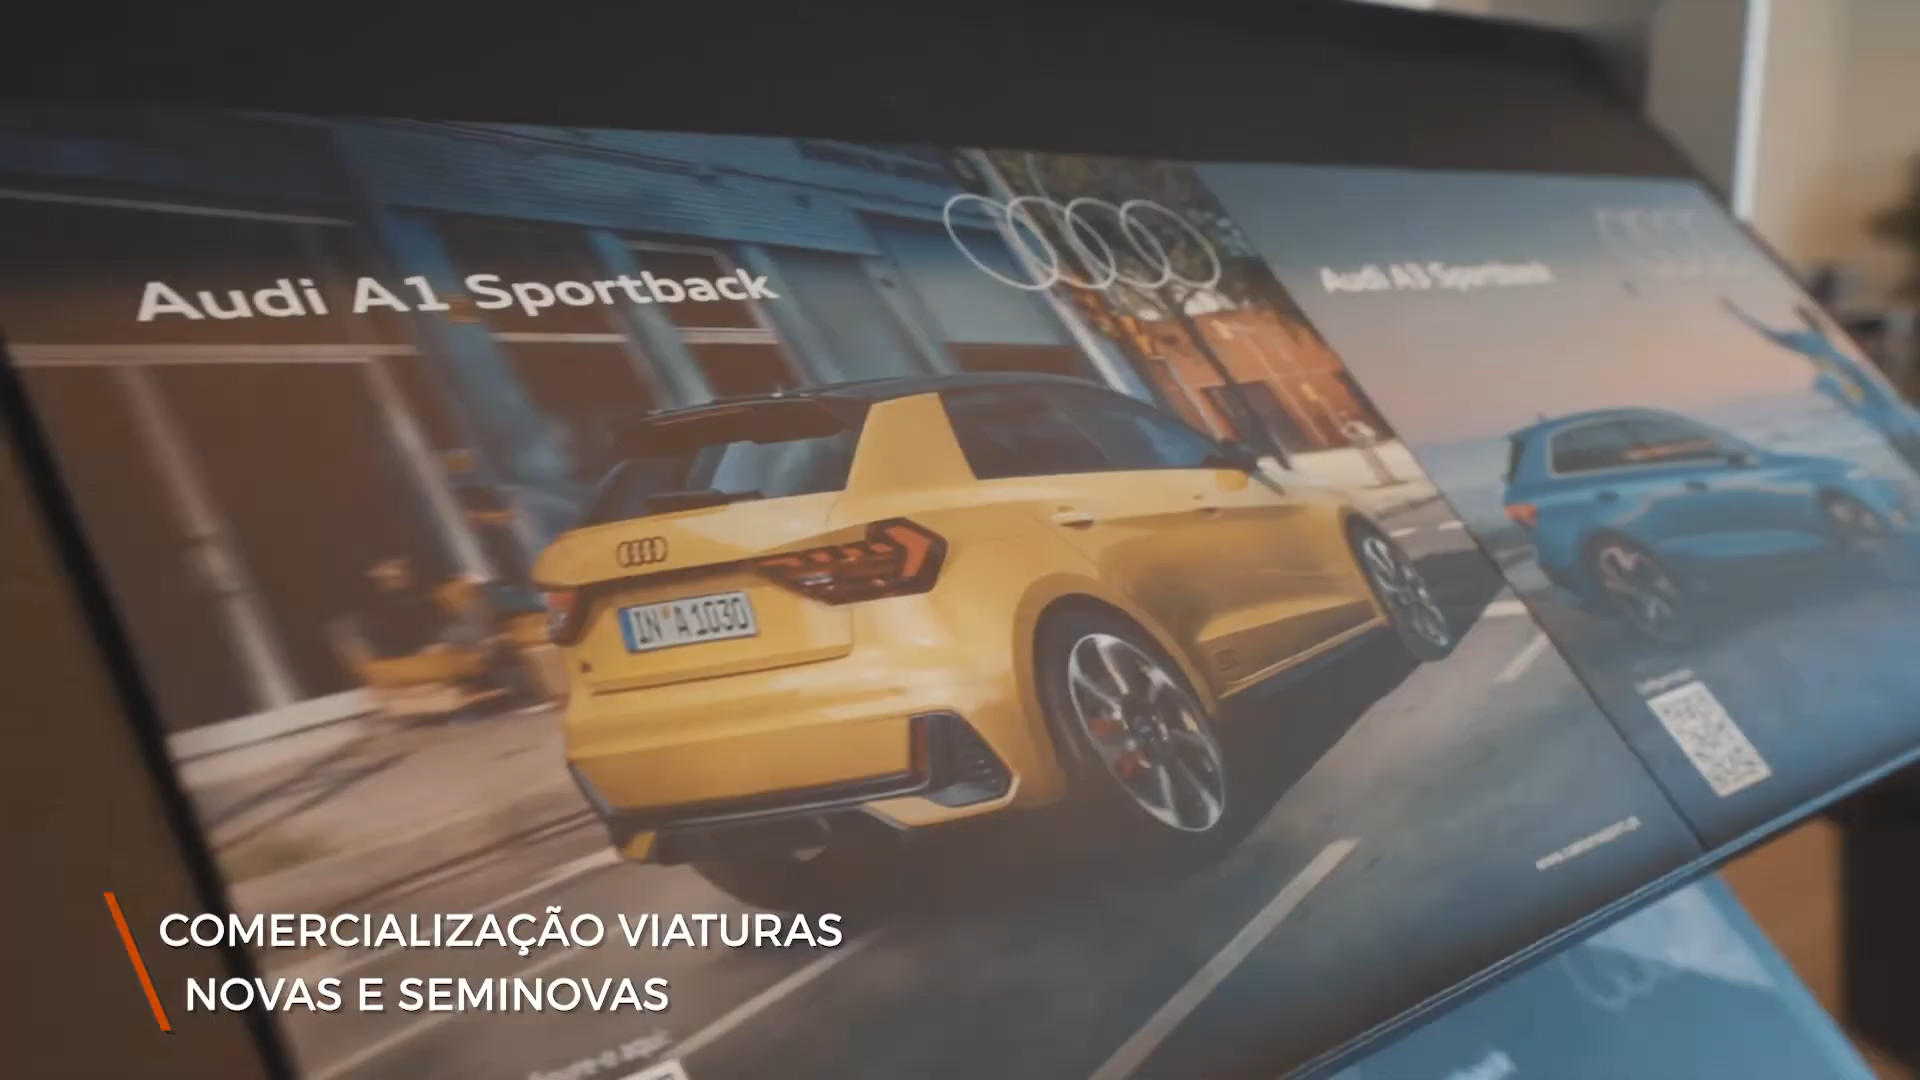 Audi A1 Sportback
Audi A3 Sportback
IN A 1030
COMERCIALIZAÇÃO VIATURAS
NOVAS E SEMINOVAS